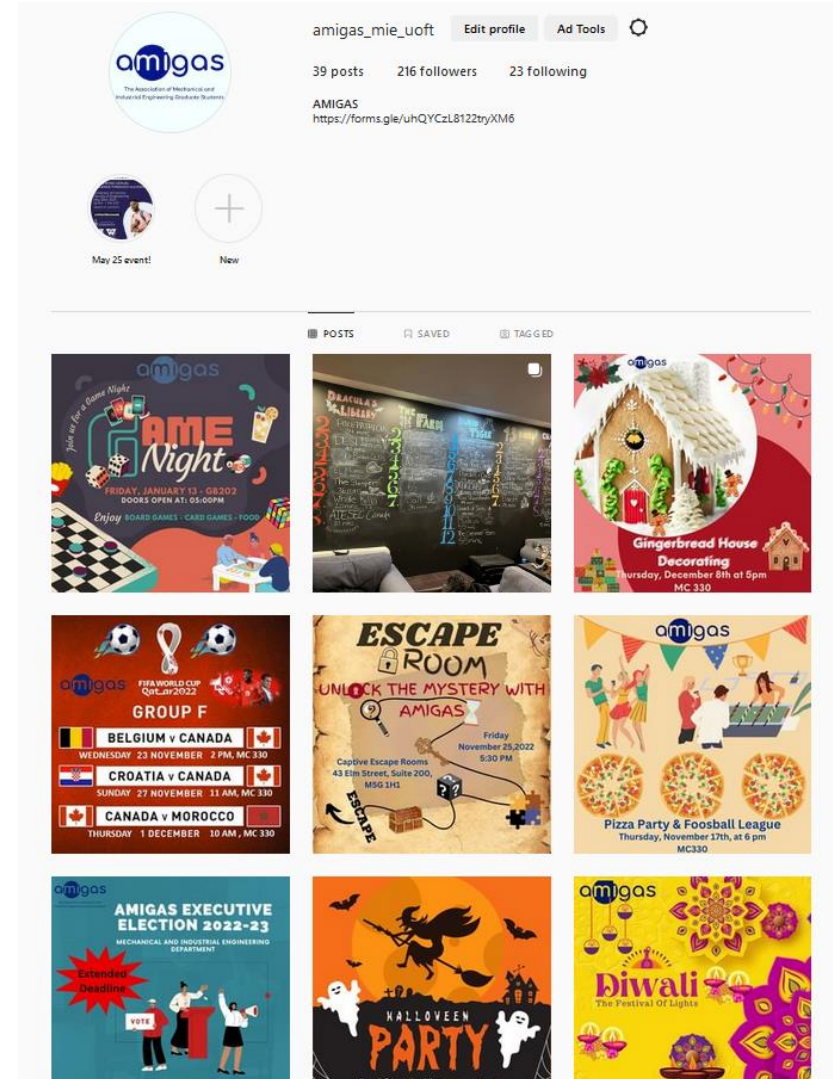 amigas_mie_uoft Edit profile Ad Tools
39 posts 216 followers 23 following
AMIGAS
https://forms.gle/uhQYCzL8122tryXM6
amigas
The Association of Mechanical and
Industrial Engineering Graduate Students
May 25 event!
New
POSTS SAVED TAGGED
amigas
Join us for a Game Night
GAME
Night
FRIDAY, JANUARY 13 - GB202
DOORS OPEN AT: 05:00PM
Enjoy BOARD GAMES - CARD GAMES - FOOD
DRACULA'S
LIBRARY
THE
FARM
amigas
Gingerbread House
Decorating
Thursday, December 8th at 5pm
MC 330
amigas
FIFA WORLD CUP
Qatar2022
GROUP F
BELGIUM v CANADA
WEDNESDAY 23 NOVEMBER 2 PM, MC 330
CROATIA v CANADA
SUNDAY 27 NOVEMBER 11 AM, MC 330
CANADA v MOROCCO
THURSDAY 1 DECEMBER 10 AM, MC 330
ESCAPE
ROOM
UNLOCK THE MYSTERY WITH
AMIGAS
Friday
November 25,2022
5:30 PM
Captive Escape Rooms
43 Elm Street, Suite 200,
M5G 1H1
ESCAPE
amigas
Pizza Party & Foosball League
Thursday, November 17th, at 6 pm
MC330
amigas
AMIGAS EXECUTIVE
ELECTION 2022-23
MECHANICAL AND INDUSTRIAL ENGINEERING
DEPARTMENT
Extended
Deadline
VOTE
HALLOWEEN
PARTY
amigas
Diwali
The Festival Of Lights